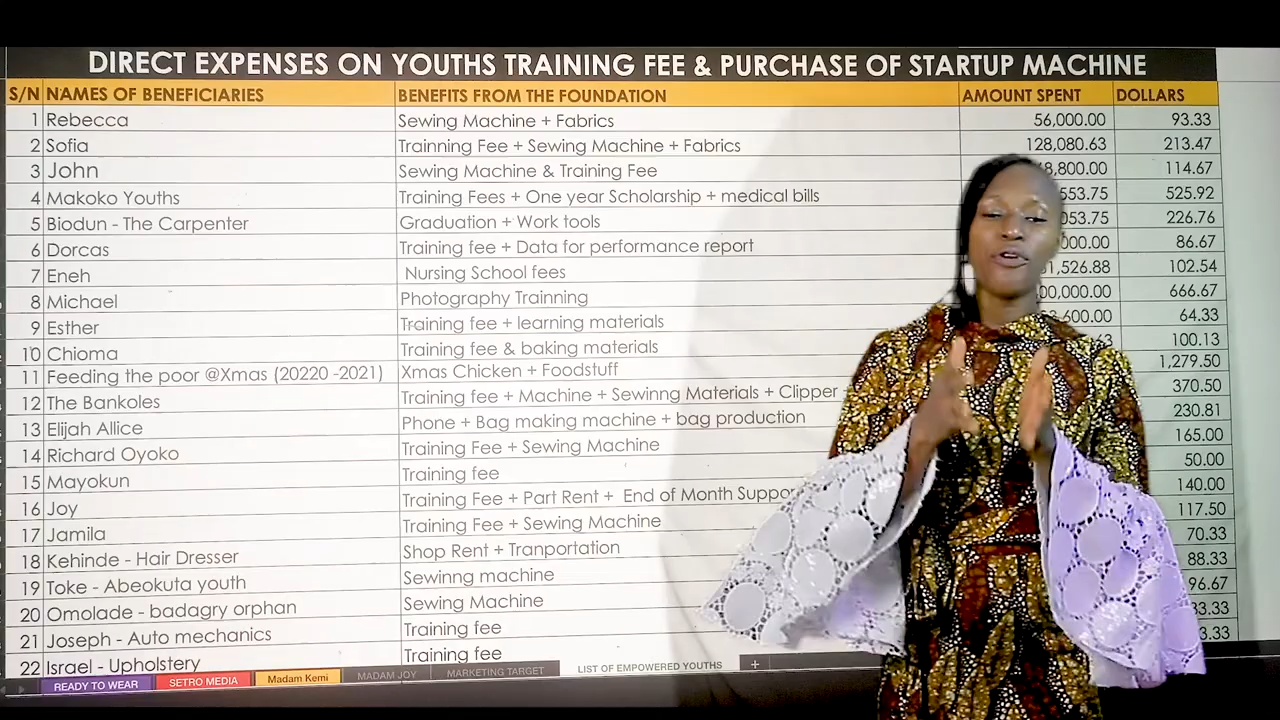 DIRECT EXPENSES ON YOUTHS TRAINING FEE & PURCHASE OF STARTUP MACHINE
S/N NAMES OF BENEFICIARIES BENEFITS FROM THE FOUNDATION AMOUNT SPENT DOLLARS
1 Rebecca Sewing Machine + Fabrics 56,000.00 93.33
2 Sofia Trainning Fee + Sewing Machine + Fabrics 128,080.63 213.47
3 John Sewing Machine & Training Fee 114.67
4 Makoko Youths Training Fees + One year Scholarship + medical bills 525.92
5 Biodun - The Carpenter Graduation + Work tools 226.76
6 Dorcas Training fee + Data for performance report 86.67
7 Eneh Nursing School fees 102.54
8 Michael Photography Trainning 666.67
9 Esther Training fee + learning materials 64.33
10 Chioma Training fee & baking materials 100.13
11 Feeding the poor @Xmas (20220 -2021) Xmas Chicken + Foodstuff 1,279.50
12 The Bankoles Training fee + Machine + Sewinng Materials + Clipper 370.50
13 Elijah Allice Phone + Bag making machine + bag production 230.81
14 Richard Oyoko Training Fee + Sewing Machine 165.00
15 Mayokun Training fee 50.00
16 Joy Training Fee + Part Rent + End of Month 140.00
17 Jamila Training Fee + Sewing Machine 117.50
18 Kehinde - Hair Dresser Shop Rent + Tranportation 70.33
19 Toke - Abeokuta youth Sewinng machine 88.33
20 Omolade - badagry orphan Sewing Machine 96.67
21 Joseph - Auto mechanics Training fee
22 Israel - Upholstery Training fee
READY TO WEAR SETRO MEDIA Madam Kemi MADAM JOY MARKETING TARGET LIST OF EMPOWERED YOUTHS +